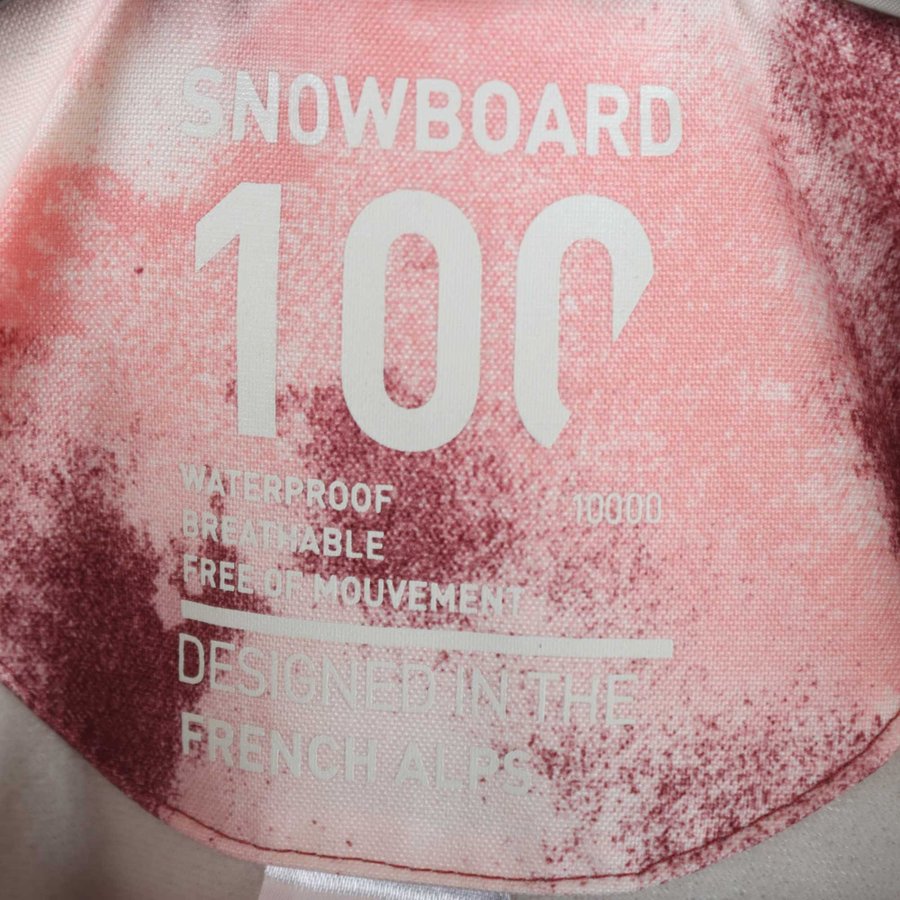 SNOWBOARD
100
WATERPROOF 10000
BREATHABLE
FREE OF MOUVEMENT
DESIGNED IN THE
FRENCH ALPS